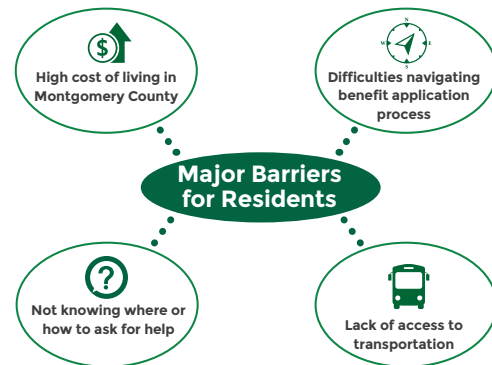 $
High cost of living in
Montgomery County
N
W E
S
Difficulties navigating
benefit application
process
Major Barriers
for Residents
?
Not knowing where or
how to ask for help
Lack of access to
transportation